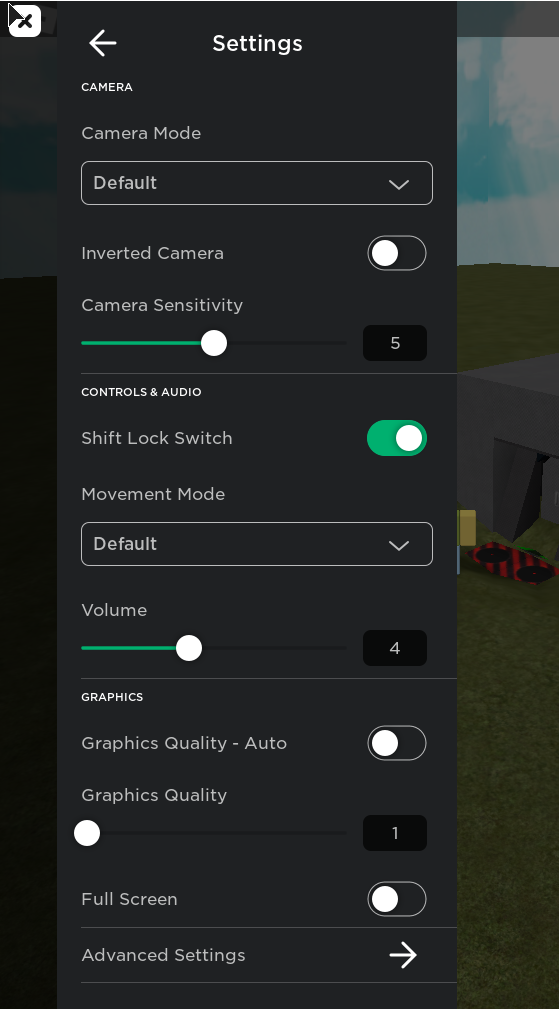 Settings
CAMERA
Camera Mode
Default
Inverted Camera
Camera Sensitivity
5
CONTROLS & AUDIO
Shift Lock Switch
Movement Mode
Default
Volume
4
GRAPHICS
Graphics Quality - Auto
Graphics Quality
1
Full Screen
Advanced Settings